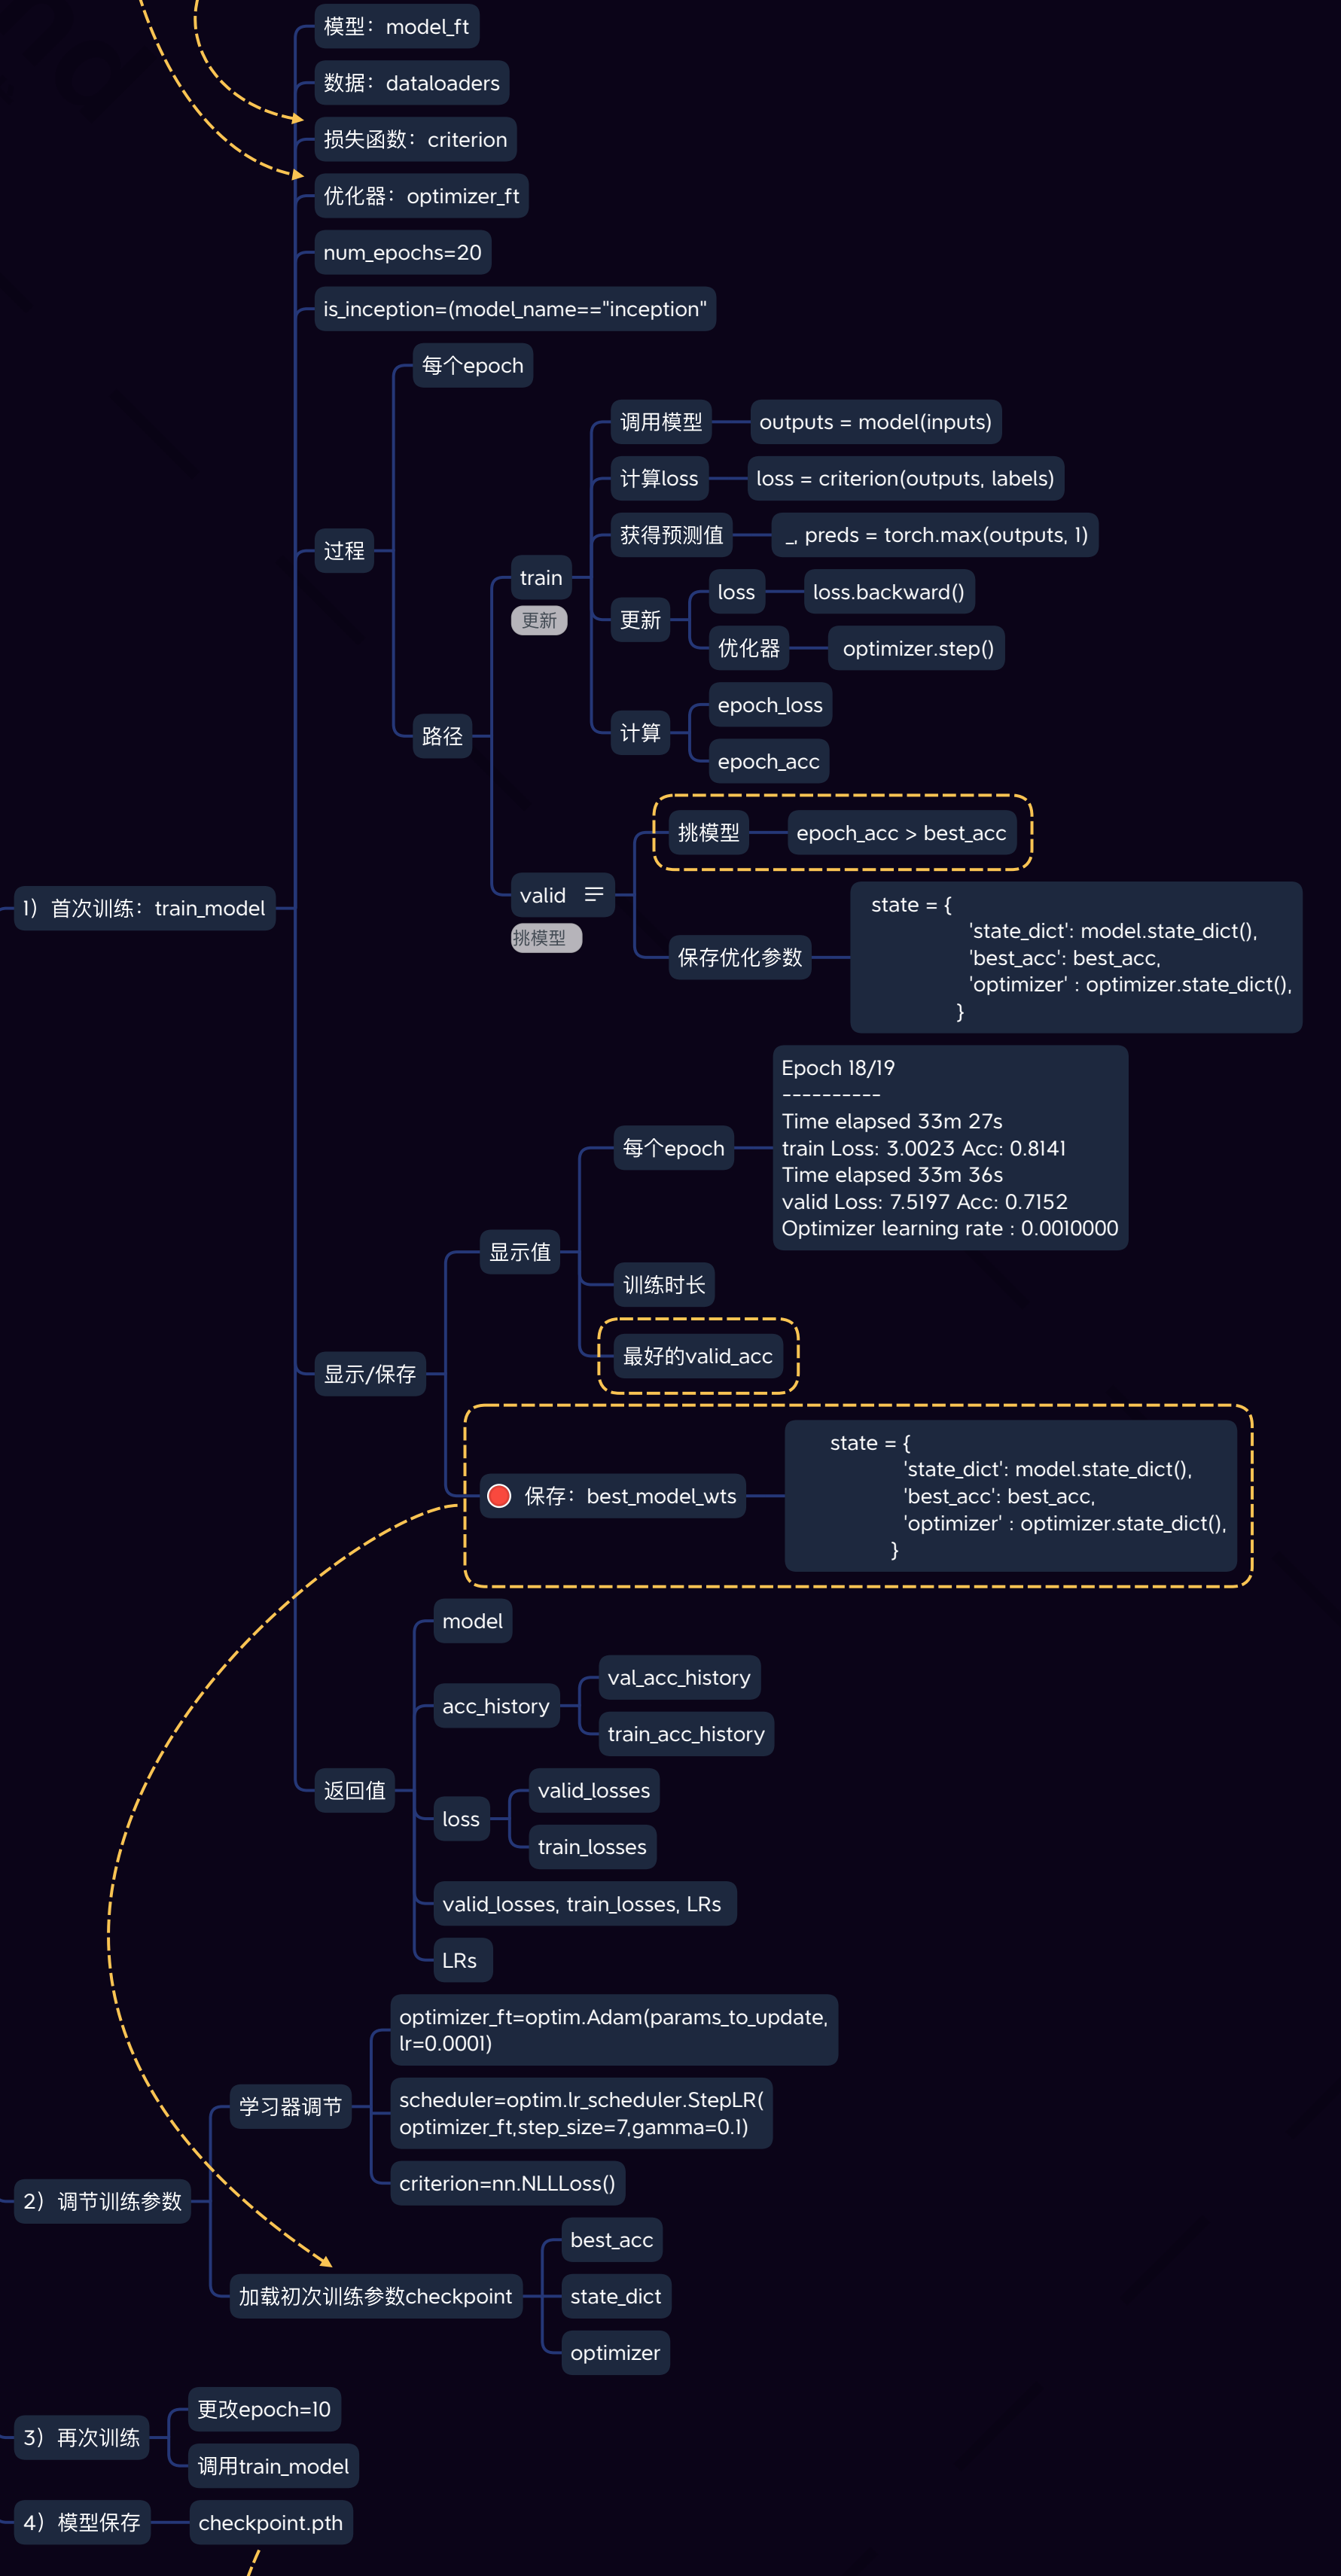 模型：model_ft
数据：dataloaders
损失函数：criterion
优化器：optimizer_ft
num_epochs=20
is_inception=(model_name=="inception"
每个epoch
调用模型
outputs = model(inputs)
计算loss
loss = criterion(outputs, labels)
获得预测值
_, preds = torch.max(outputs, 1)
过程
train
更新
更新
loss
loss.backward()
优化器
optimizer.step()
路径
计算
epoch_loss
epoch_acc
挑模型
epoch_acc > best_acc
1）首次训练：train_model
valid
挑模型
保存优化参数
state = {
'state_dict': model.state_dict(),
'best_acc': best_acc,
'optimizer' : optimizer.state_dict(),
}
显示/保存
显示值
每个epoch
Epoch 18/19
----------
Time elapsed 33m 27s
train Loss: 3.0023 Acc: 0.8141
Time elapsed 33m 36s
valid Loss: 7.5197 Acc: 0.7152
Optimizer learning rate : 0.0010000
训练时长
最好的valid_acc
保存：best_model_wts
state = {
'state_dict': model.state_dict(),
'best_acc': best_acc,
'optimizer' : optimizer.state_dict(),
}
返回值
model
acc_history
val_acc_history
train_acc_history
loss
valid_losses
train_losses
valid_losses, train_losses, LRs
LRs
2）调节训练参数
学习器调节
optimizer_ft=optim.Adam(params_to_update,
lr=0.0001)
scheduler=optim.lr_scheduler.StepLR(
optimizer_ft,step_size=7,gamma=0.1)
criterion=nn.NLLLoss()
加载初次训练参数checkpoint
best_acc
state_dict
optimizer
3）再次训练
更改epoch=10
调用train_model
4）模型保存
checkpoint.pth